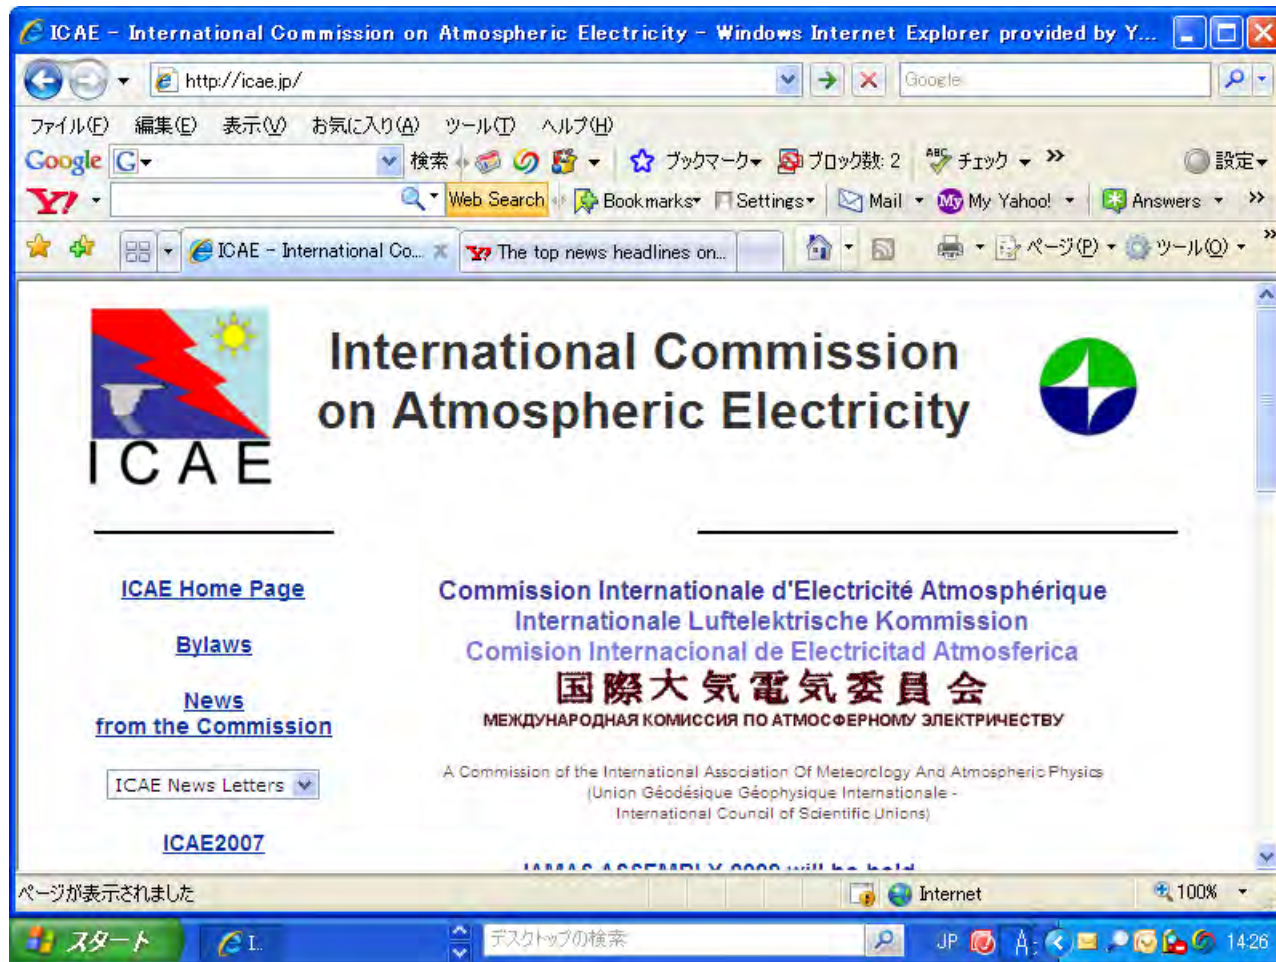 ICAE - International Commission on Atmospheric Electricity - Windows Internet Explorer provided by Y...
http://icae.jp/
Google
ファイル(F) 編集(E) 表示(V) お気に入り(A) ツール(T) ヘルプ(H)
Google G 検索 ブックマーク ブロック数: 2 ABC チェック » 設定
Y! Web Search Bookmarks Settings Mail My My Yahoo! Answers »
ICAE - International Co... Y! The top news headlines on... ページ(P) ツール(O) »
International Commission
on Atmospheric Electricity
ICAE
ICAE Home Page
Bylaws
News
from the Commission
ICAE News Letters
ICAE2007
Commission Internationale d'Electricité Atmosphérique
Internationale Luftelektrische Kommission
Comision Internacional de Electricitad Atmosferica
国際大気電気委員会
МЕЖДУНАРОДНАЯ КОМИССИЯ ПО АТМОСФЕРНОМУ ЭЛЕКТРИЧЕСТВУ
A Commission of the International Association Of Meteorology And Atmospheric Physics
(Union Géodésique Géophysique Internationale -
International Council of Scientific Unions)
will be held
ページが表示されました Internet 100%
スタート I.. デスクトップの検索 JP A 14:26